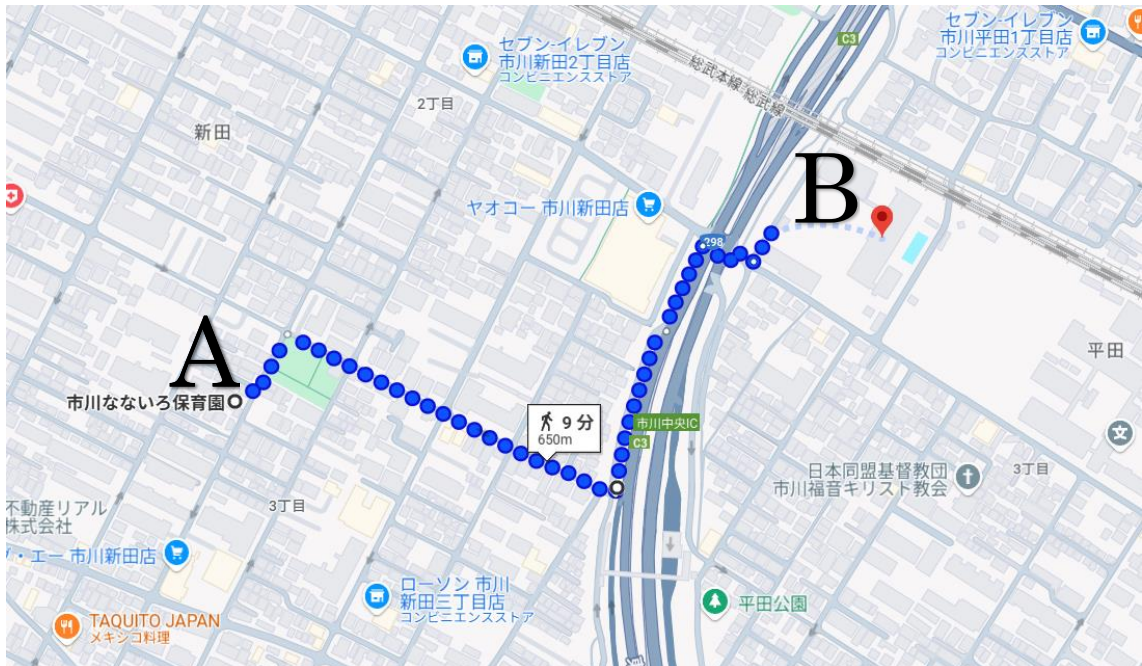 セブン-イレブン
市川新田2丁目店
コンビニエンスストア
C3
セブン-イレブン
市川平田1丁目店
コンビニエンスストア
総武本線 総武線
2丁目
新田
ヤオコー 市川新田店
298
B
A
市川なないろ保育園
平田
9 分
650m
市川中央IC
C3
日本同盟基督教団
市川福音キリスト教会
3丁目
文
3丁目
不動産リアル
株式会社
ブ・エー 市川新田店
ローソン 市川
新田三丁目店
コンビニエンスストア
平田公園
TAQUITO JAPAN
メキシコ料理